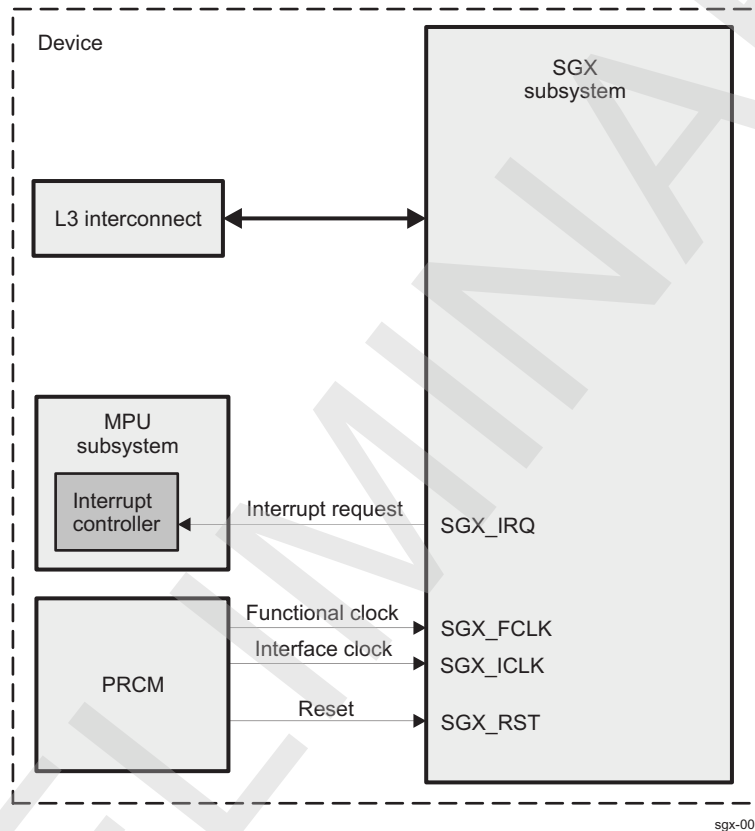 Device
SGX
subsystem
L3 interconnect
MPU
subsystem
Interrupt
controller
Interrupt request
SGX_IRQ
PRCM
Functional clock
SGX_FCLK
Interface clock
SGX_ICLK
Reset
SGX_RST
sgx-00